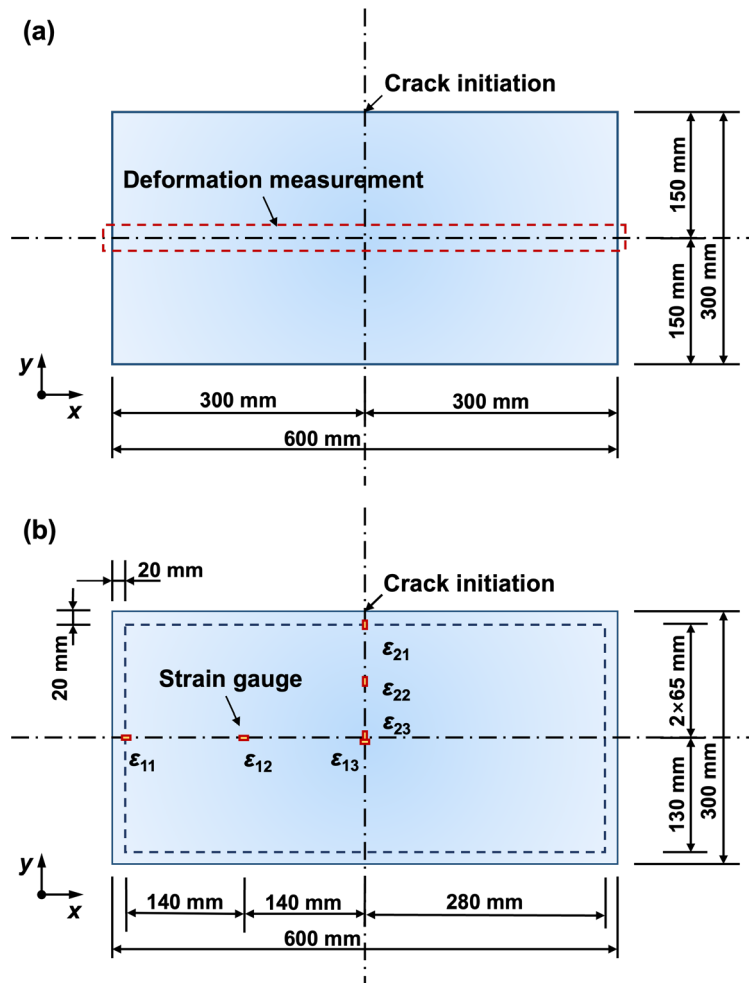 (a)
Crack initiation
Deformation measurement
150 mm
150 mm
300 mm
y
x
300 mm
300 mm
600 mm
(b)
20 mm
Crack initiation
20 mm
ε21
Strain gauge
ε22
ε23
ε11
ε12
ε13
2×65 mm
130 mm
300 mm
y
x
140 mm
140 mm
280 mm
600 mm